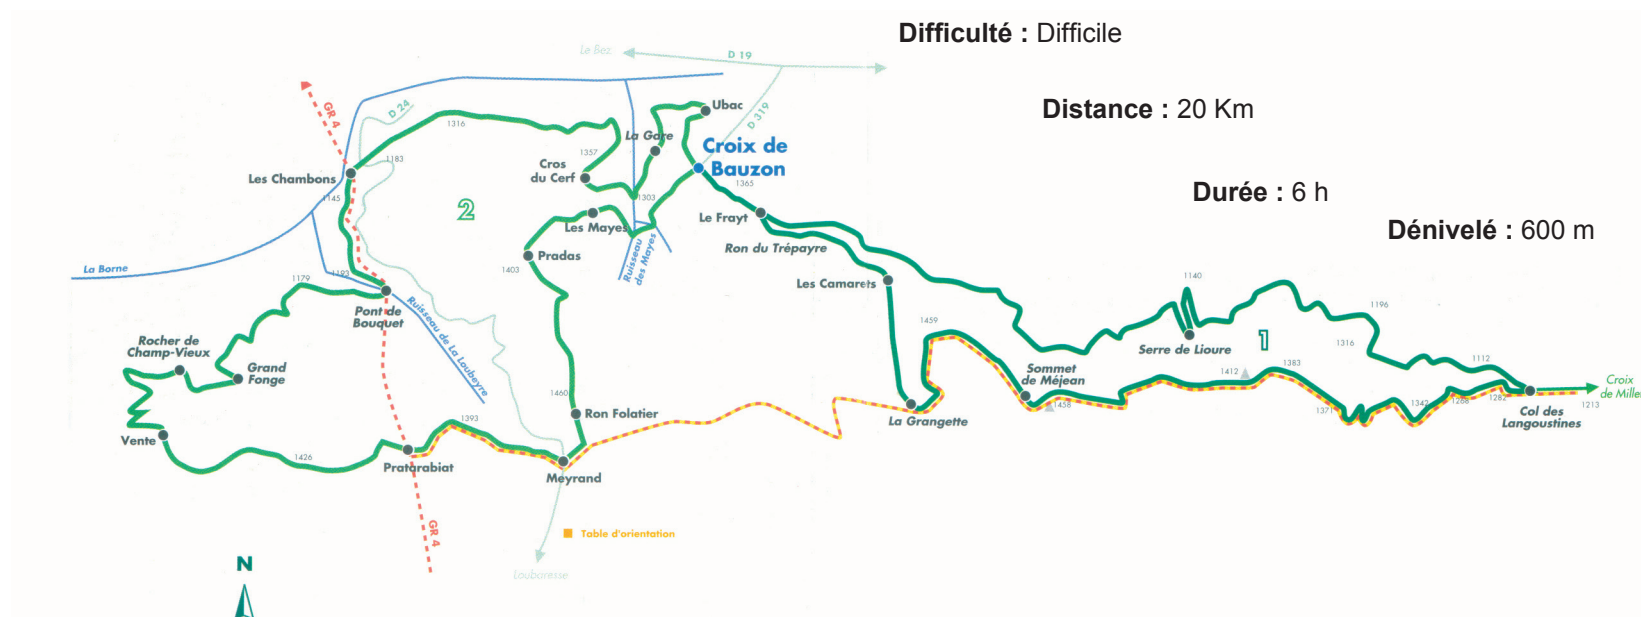 Difficulté : Difficile
Le Bez
D 19
Distance : 20 Km
GR 4
D 24
Ubac
D 319
1316
La Gare
Croix de
Bauzon
1357
1183
Cros
du Cerf
Les Chambons
1365
Durée : 6 h
1145
1303
2
Le Frayt
Les Mayes
Dénivelé : 600 m
Ron du Trépayre
Ruisseau
des Mayes
La Borne
1403
Pradas
1193
1179
Les Camarets
1140
Pont de
Bouquet
Ruisseau de La Loubeyre
1196
1459
1316
Rocher de
Champ-Vieux
Serre de Lioure
1
Grand
Fonge
Sommet
de Méjean
1412
1383
1112
Croix
de Millet
1460
1458
1371
1342
1266
1282
1213
Ron Folatier
La Grangette
Col des
Langoustines
1393
Vente
1426
Pratarabiat
Meyrand
GR 4
Table d'orientation
Loubaresse
N